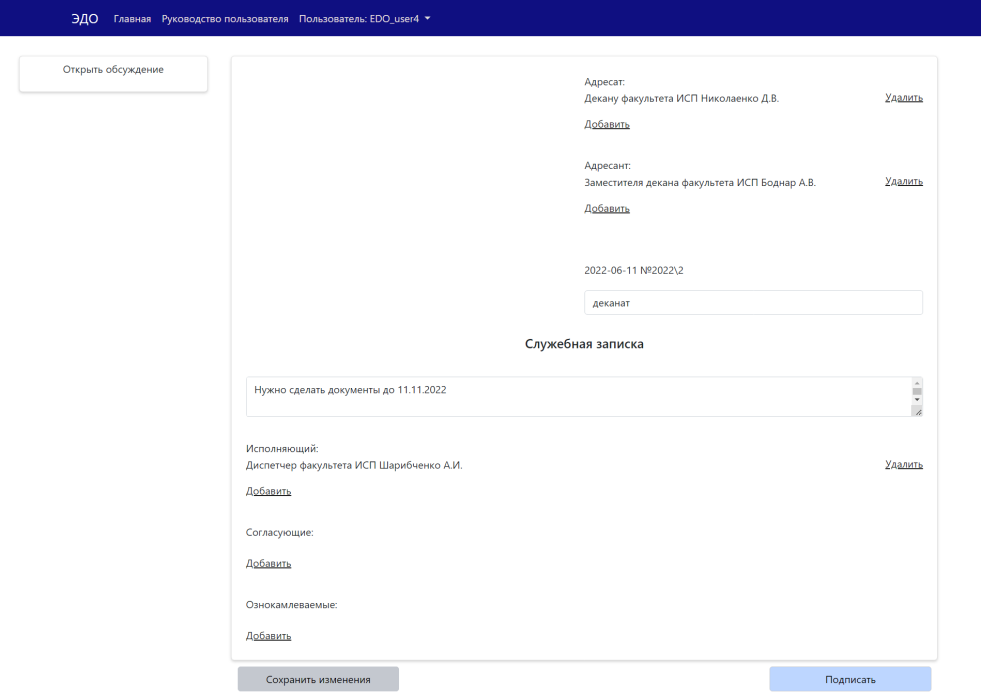 ЭДО Главная Руководство пользователя Пользователь: EDO_user4
Открыть обсуждение
Адресат:
Декану факультета ИСП Николаенко Д.В. Удалить
Добавить
Адресант:
Заместителя декана факультета ИСП Боднар А.В. Удалить
Добавить
2022-06-11 №2022\2
деканат
Служебная записка
Нужно сделать документы до 11.11.2022
Исполняющий:
Диспетчер факультета ИСП Шарибченко А.И. Удалить
Добавить
Согласующие:
Добавить
Ознокамлеваемые:
Добавить
Сохранить изменения Подписать